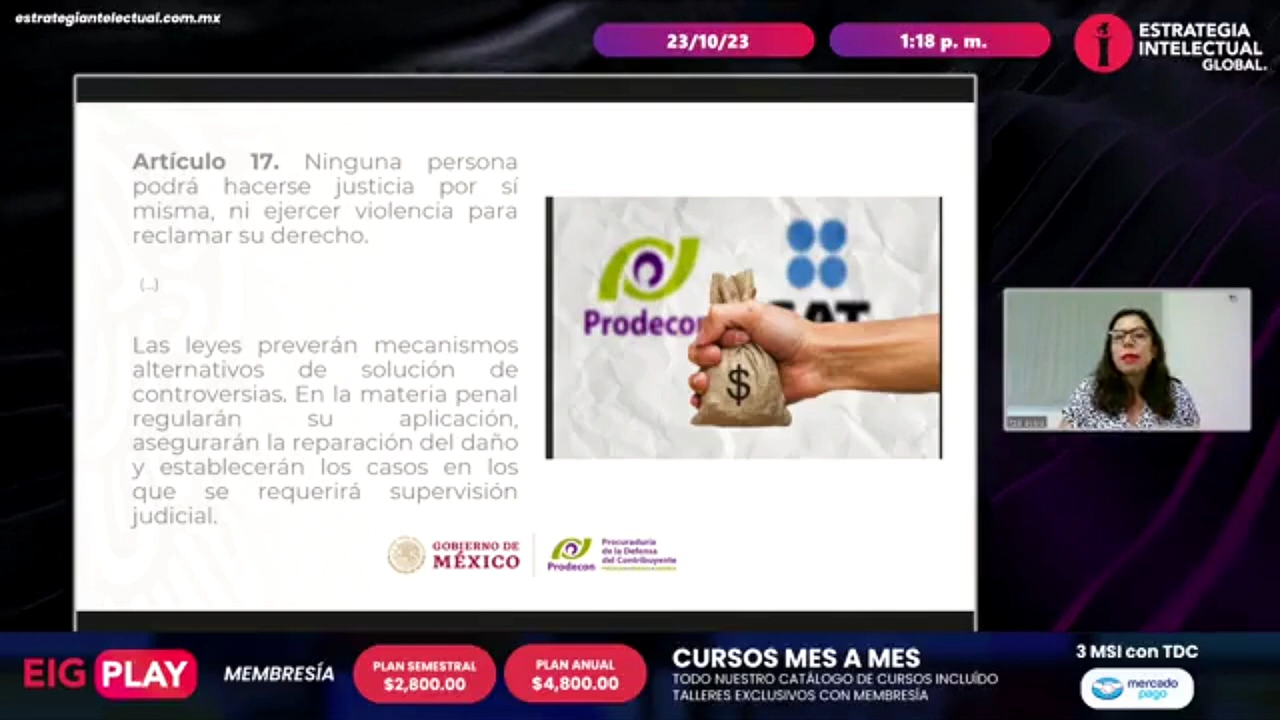 estrategiantelectual.com.mx
23/10/23
1:18 p. m.
ESTRATEGIA
INTELECTUAL
GLOBAL.
Artículo 17. Ninguna persona
podrá hacerse justicia por sí
misma, ni ejercer violencia para
reclamar su derecho.
(...)
Las leyes preverán mecanismos
alternativos de solución de
controversias. En la materia penal
regularán su aplicación,
asegurarán la reparación del daño
y establecerán los casos en los
que se requerirá supervisión
judicial.
Prodecon
SAT
$
GOBIERNO DE
MÉXICO
Prodecon
Procuraduría
de la Defensa
del Contribuyente
EIG PLAY
MEMBRESÍA
PLAN SEMESTRAL
$2,800.00
PLAN ANUAL
$4,800.00
CURSOS MES A MES
TODO NUESTRO CATÁLOGO DE CURSOS INCLUÍDO
TALLERES EXCLUSIVOS CON MEMBRESÍA
3 MSI con TDC
mercado
pago